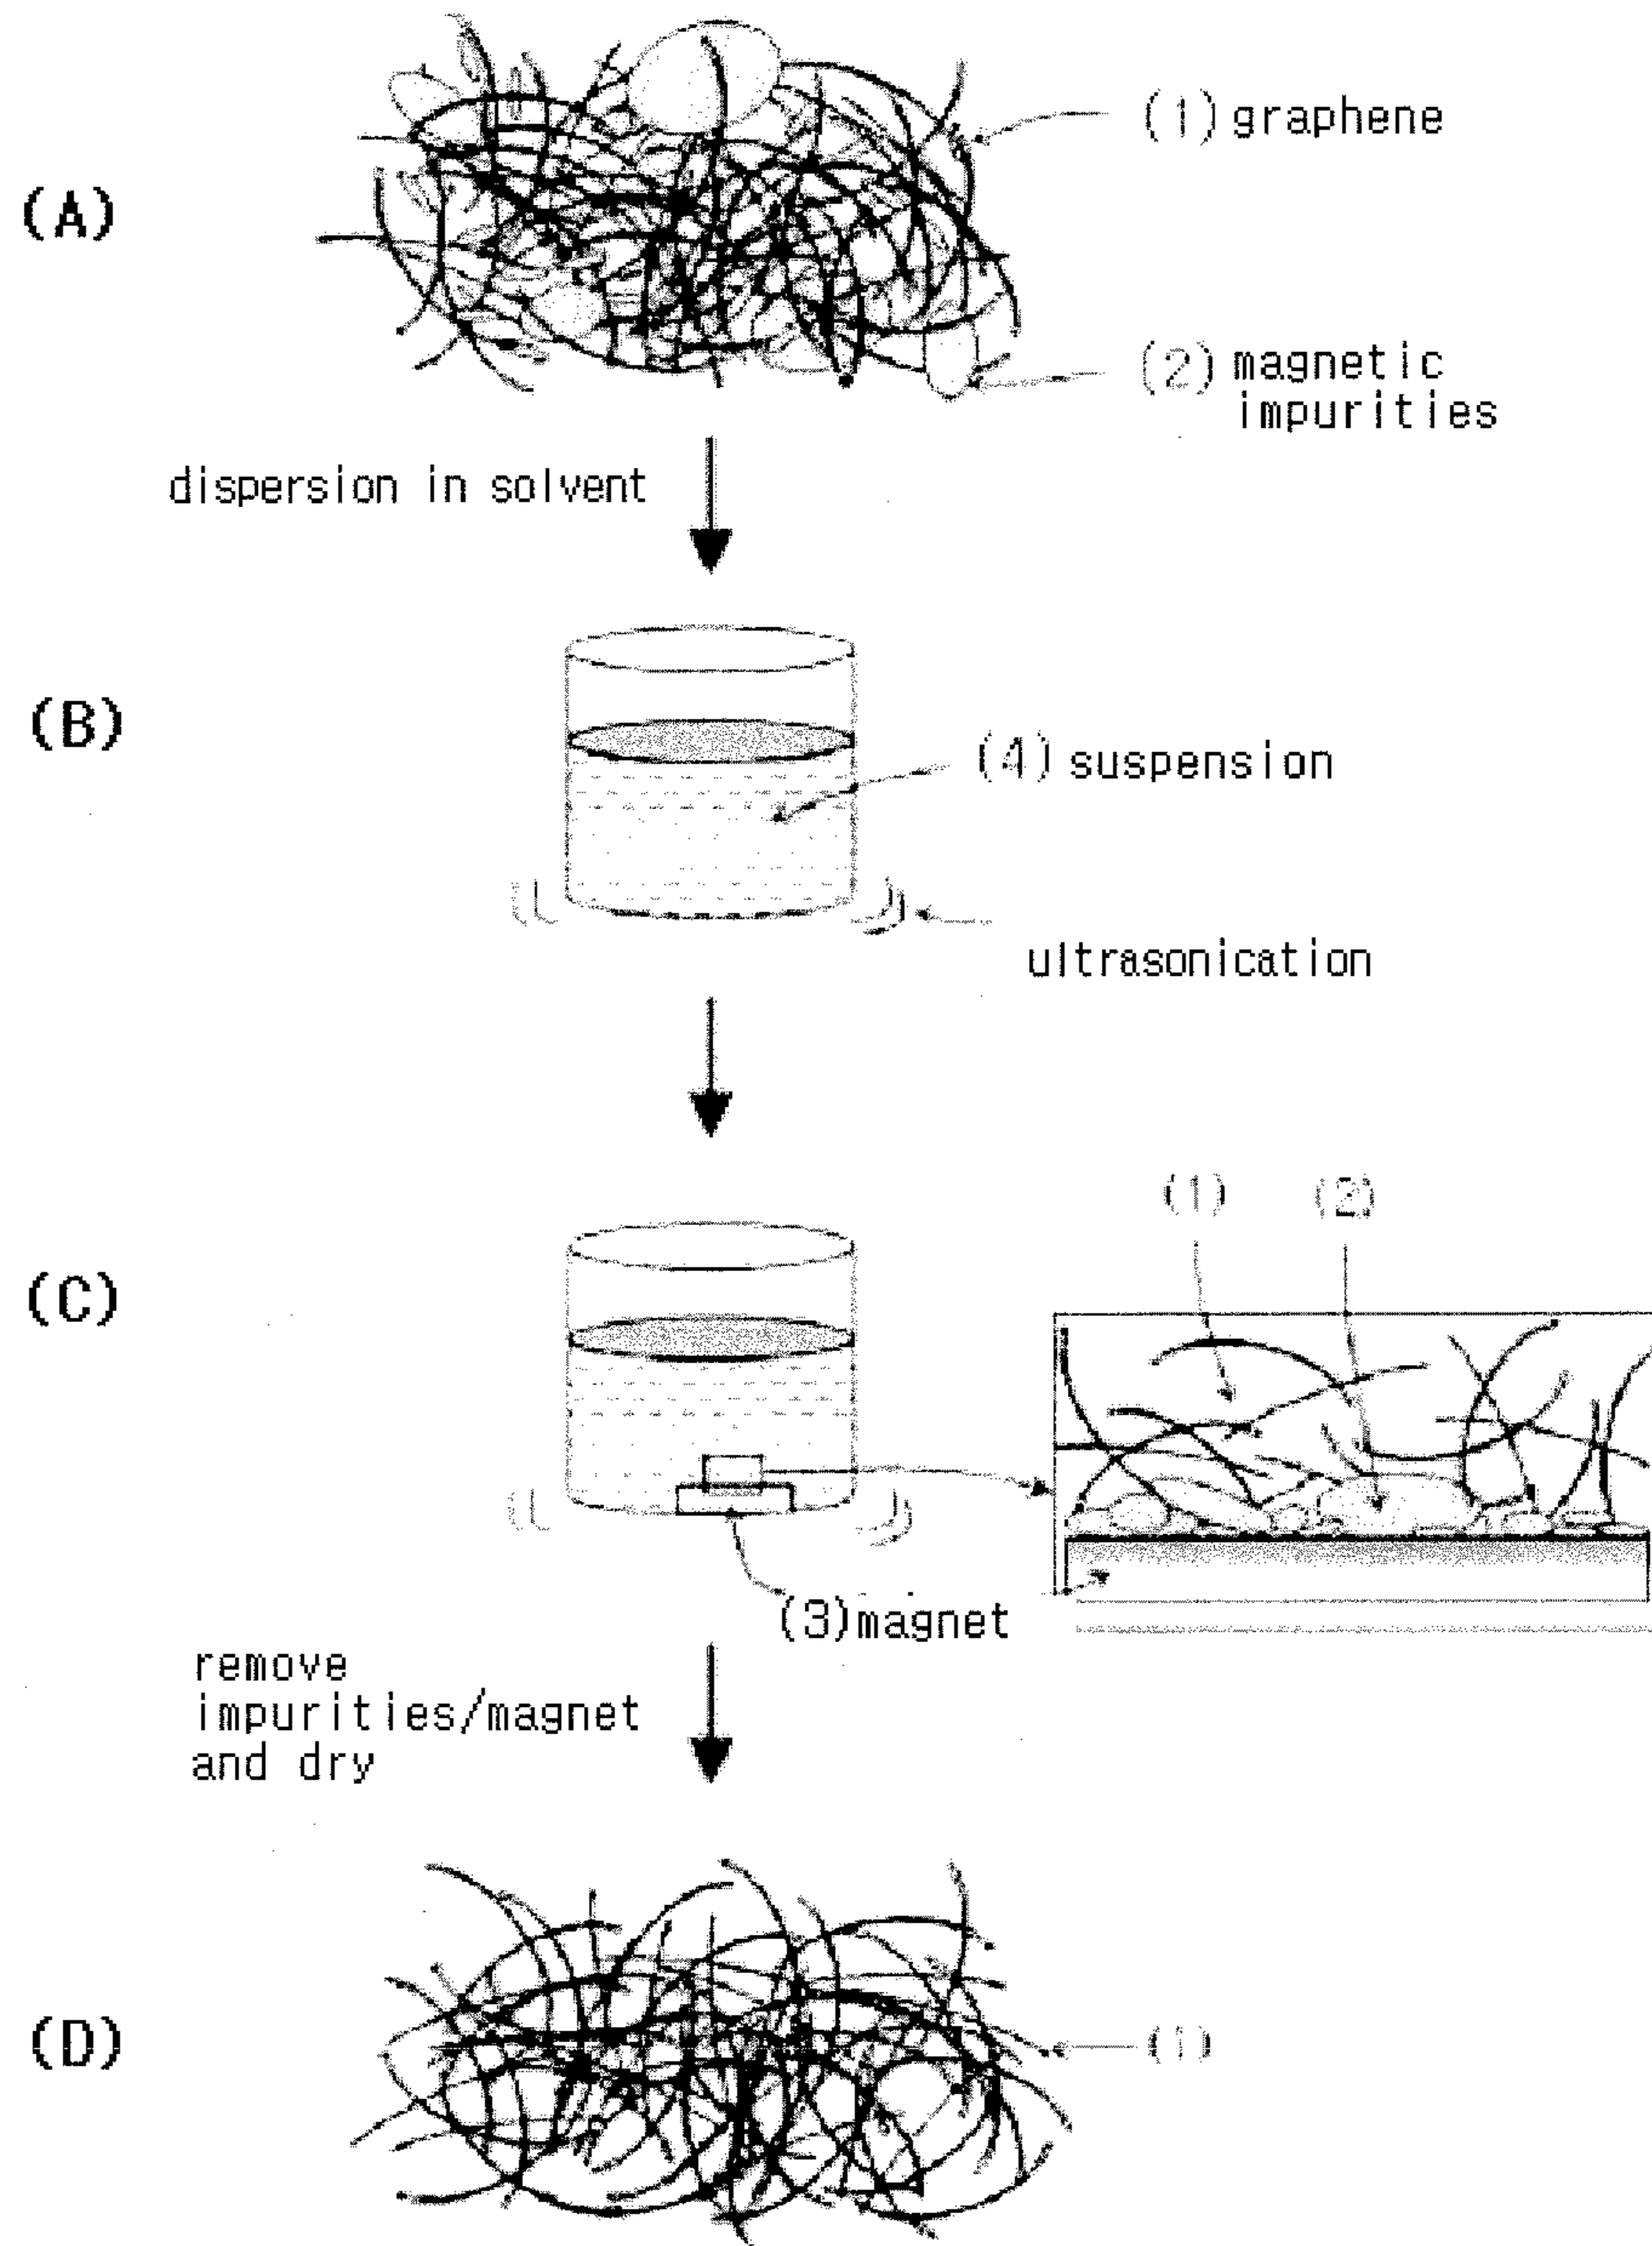 (1) graphene
(A)
(2) magnetic
impurities
dispersion in solvent
(B)
(4) suspension
ultrasonication
(1) (2)
(C)
(3) magnet
remove
impurities/magnet
and dry
(D)
(1)